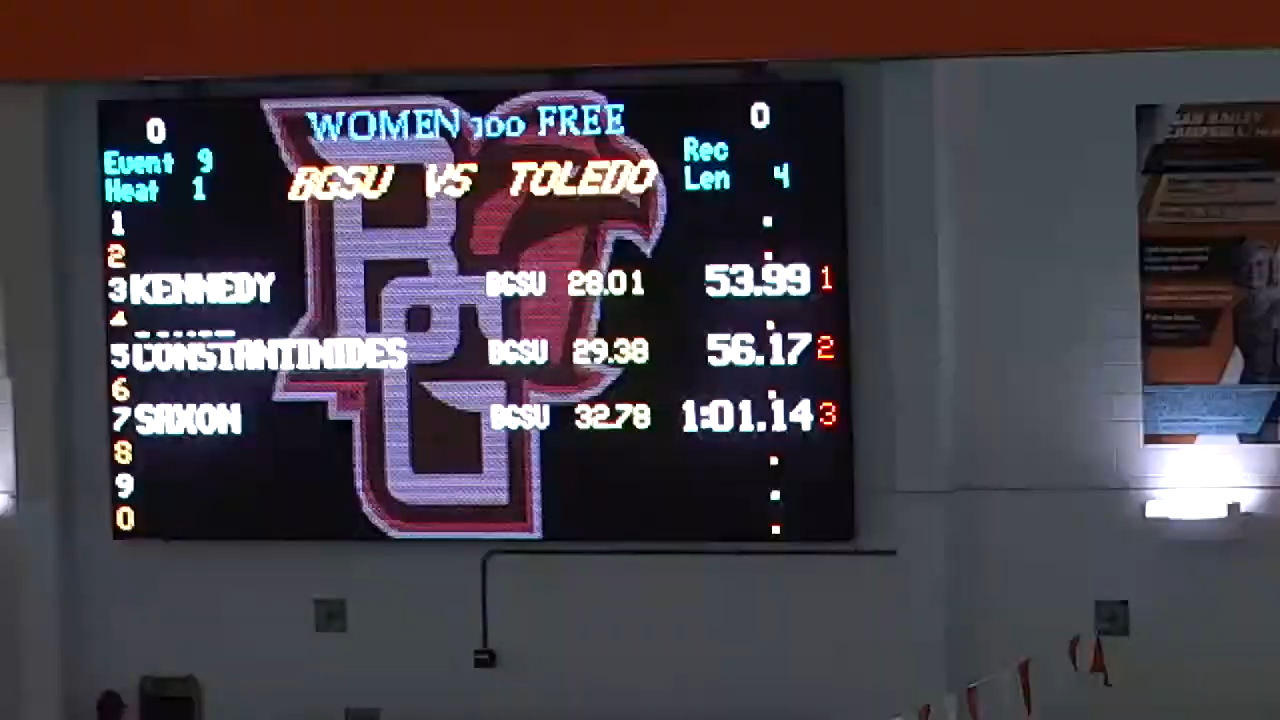 0 WOMEN 100 FREE 0
Event 9 BGSU VS TOLEDO Rec
Heat 1 Len 4
1 .
2 .
3 KENNEDY BGSU 28.01 53.99 1
4 .
5 CONSTANTINIDES BGSU 29.38 56.17 2
6 .
7 SAXON BGSU 32.78 1:01.14 3
8 .
9 .
0 .